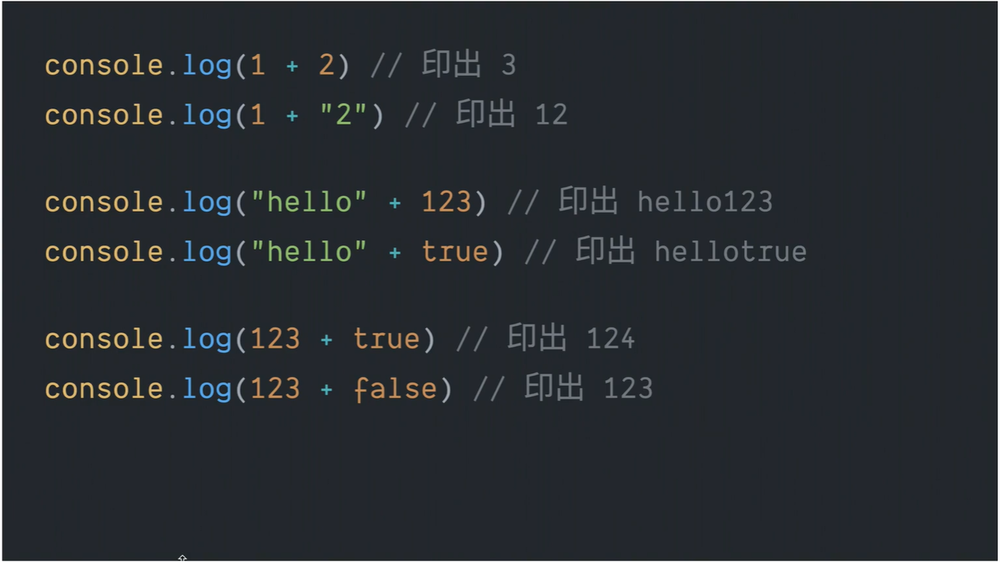 console.log(1 + 2) // 印出 3
console.log(1 + "2") // 印出 12
console.log("hello" + 123) // 印出 hello123
console.log("hello" + true) // 印出 hellotrue
console.log(123 + true) // 印出 124
console.log(123 + false) // 印出 123